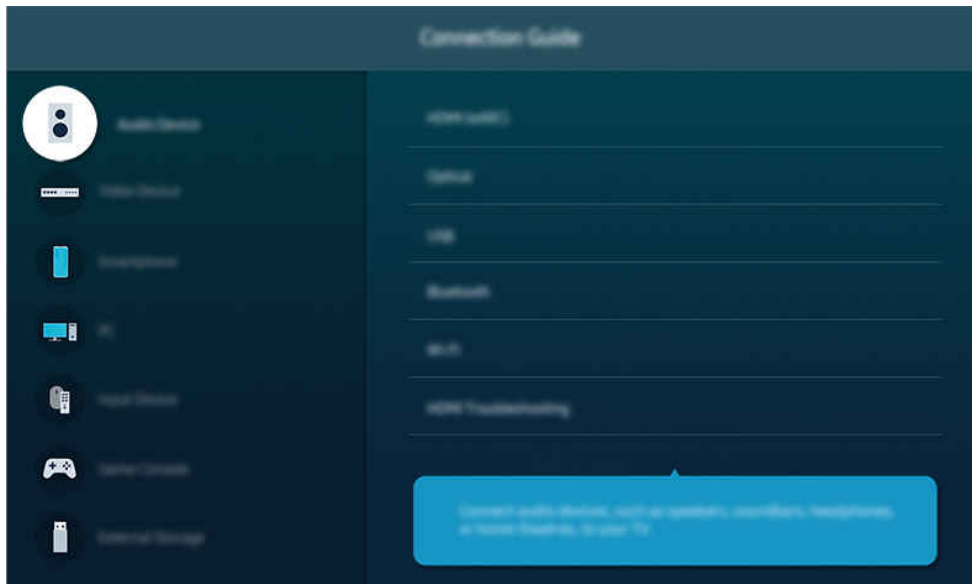 Connection Guide
Audio Device
HDMI (eARC)
Video Device
Optical
Smartphone
USB
PC
Bluetooth
Input Device
Wi-Fi
Game Console
HDMI Troubleshooting
External Storage
Connect audio devices, such as speakers, soundbars, headphones,
or home theatres, to your TV.